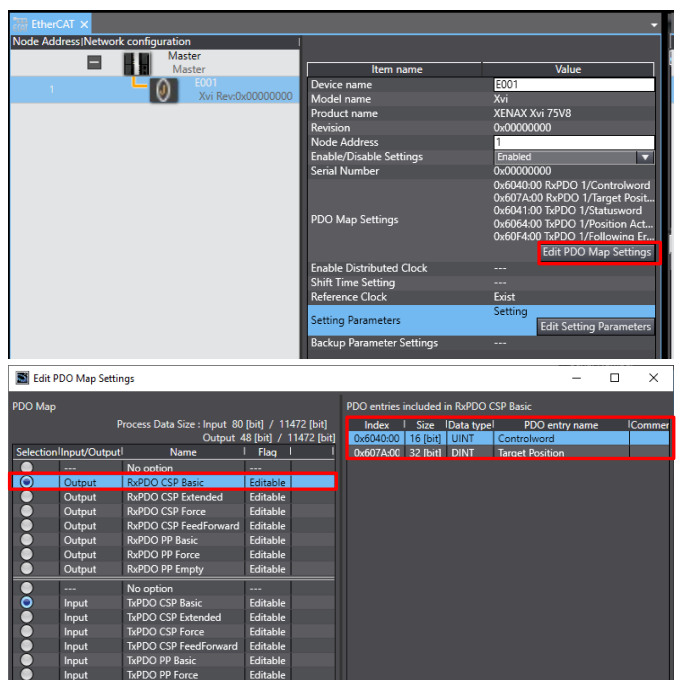 EtherCAT ×
Node Address|Network configuration
Master
Master
1
E001
Xvi Rev:0x00000000
Item name Value
Device name E001
Model name Xvi
Product name XENAX Xvi 75V8
Revision 0x00000000
Node Address 1
Enable/Disable Settings Enabled
Serial Number 0x00000000
PDO Map Settings
0x6040:00 RxPDO 1/Controlword
0x607A:00 RxPDO 1/Target Posit...
0x6041:00 TxPDO 1/Statusword
0x6064:00 TxPDO 1/Position Act...
0x60F4:00 TxPDO 1/Following Er...
Edit PDO Map Settings
Enable Distributed Clock ---
Shift Time Setting ---
Reference Clock Exist
Setting Parameters Setting
Edit Setting Parameters
Backup Parameter Settings ---
Edit PDO Map Settings
PDO Map
Process Data Size : Input 80 [bit] / 11472 [bit]
Output 48 [bit] / 11472 [bit]
Selection|Input/Output| Name | Flag |
--- No option ---
Output RxPDO CSP Basic Editable
Output RxPDO CSP Extended Editable
Output RxPDO CSP Force Editable
Output RxPDO CSP FeedForward Editable
Output RxPDO PP Basic Editable
Output RxPDO PP Force Editable
Output RxPDO PP Empty Editable
--- No option ---
Input TxPDO CSP Basic Editable
Input TxPDO CSP Extended Editable
Input TxPDO CSP Force Editable
Input TxPDO CSP FeedForward Editable
Input TxPDO PP Basic Editable
Input TxPDO PP Force Editable
PDO entries included in RxPDO CSP Basic
Index | Size |Data type| PDO entry name |Commer
0x6040:00 16 [bit] UINT Controlword
0x607A:00 32 [bit] DINT Target Position